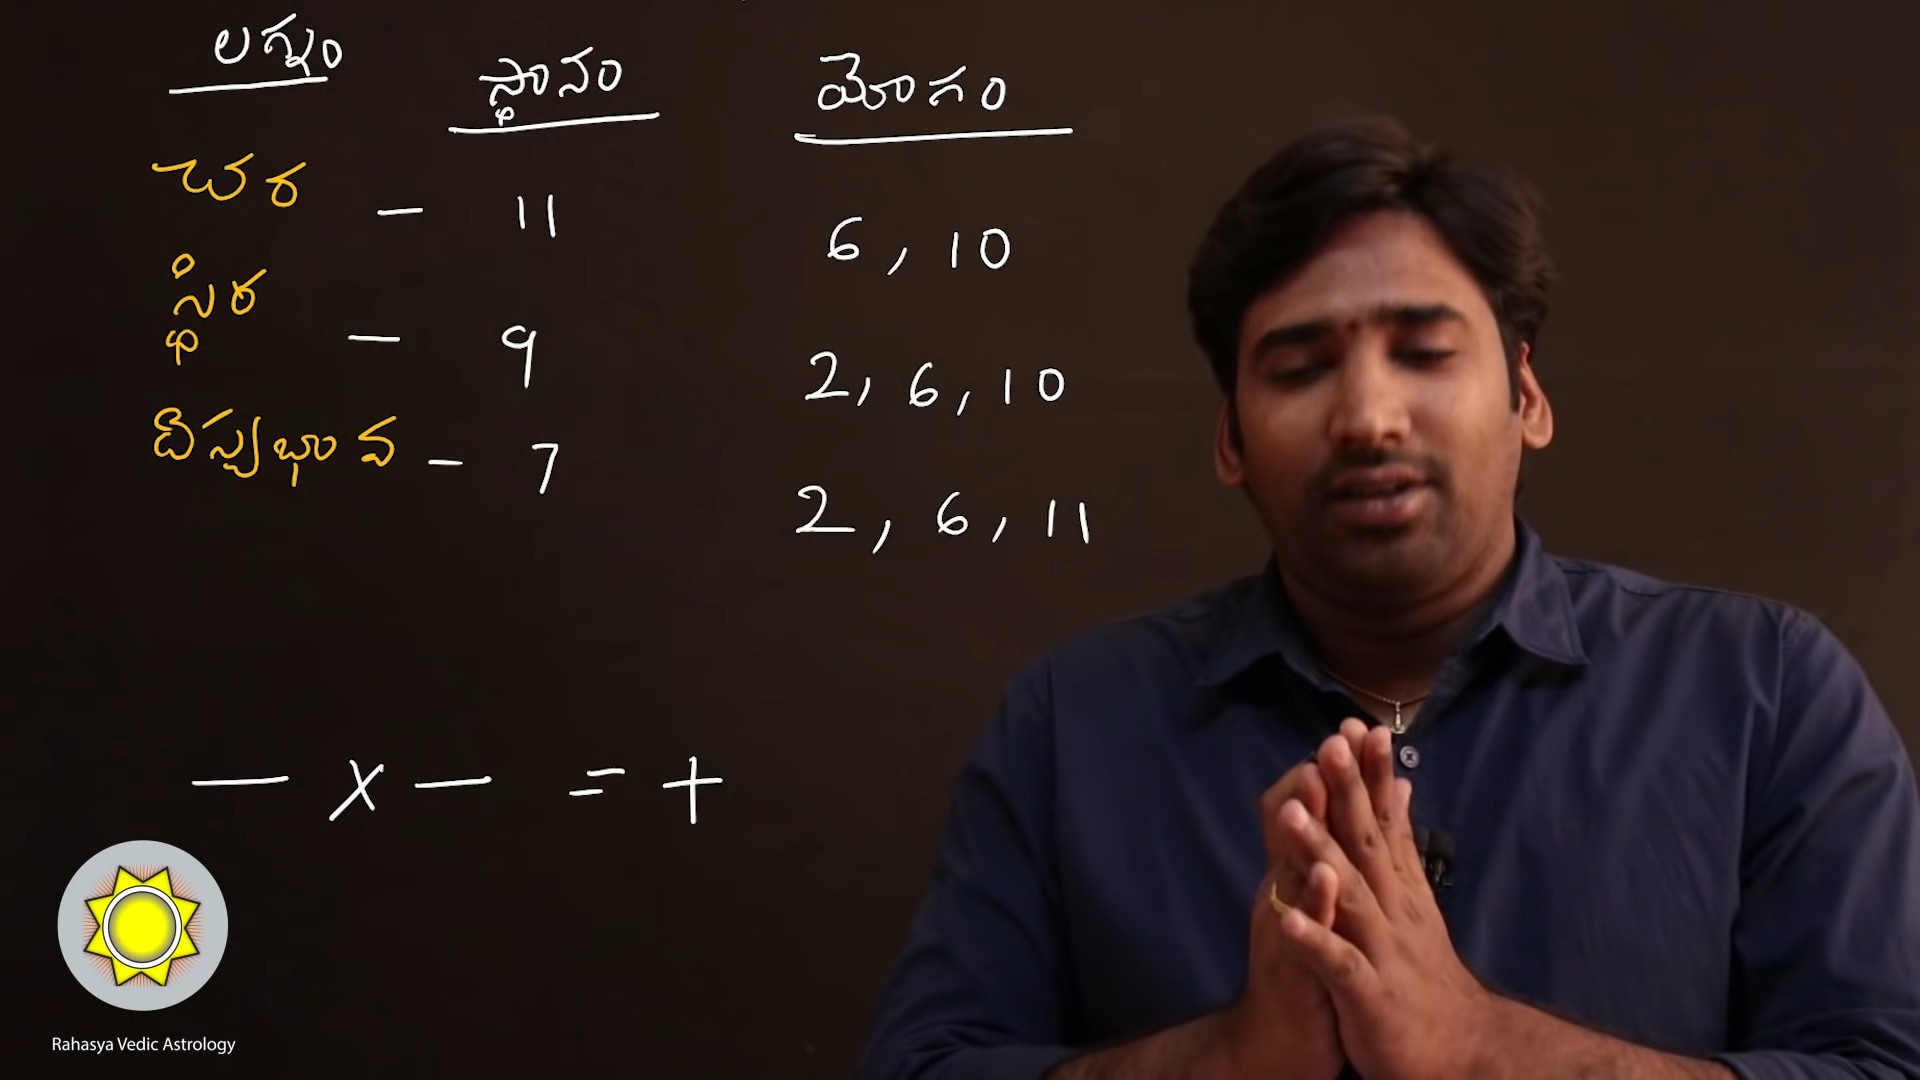 లగ్నం స్థానం యోగం
చర - 11 6, 10
స్థిర - 9 2, 6, 10
దిస్వభావ - 7 2, 6, 11
- x - = +
Rahasya Vedic Astrology